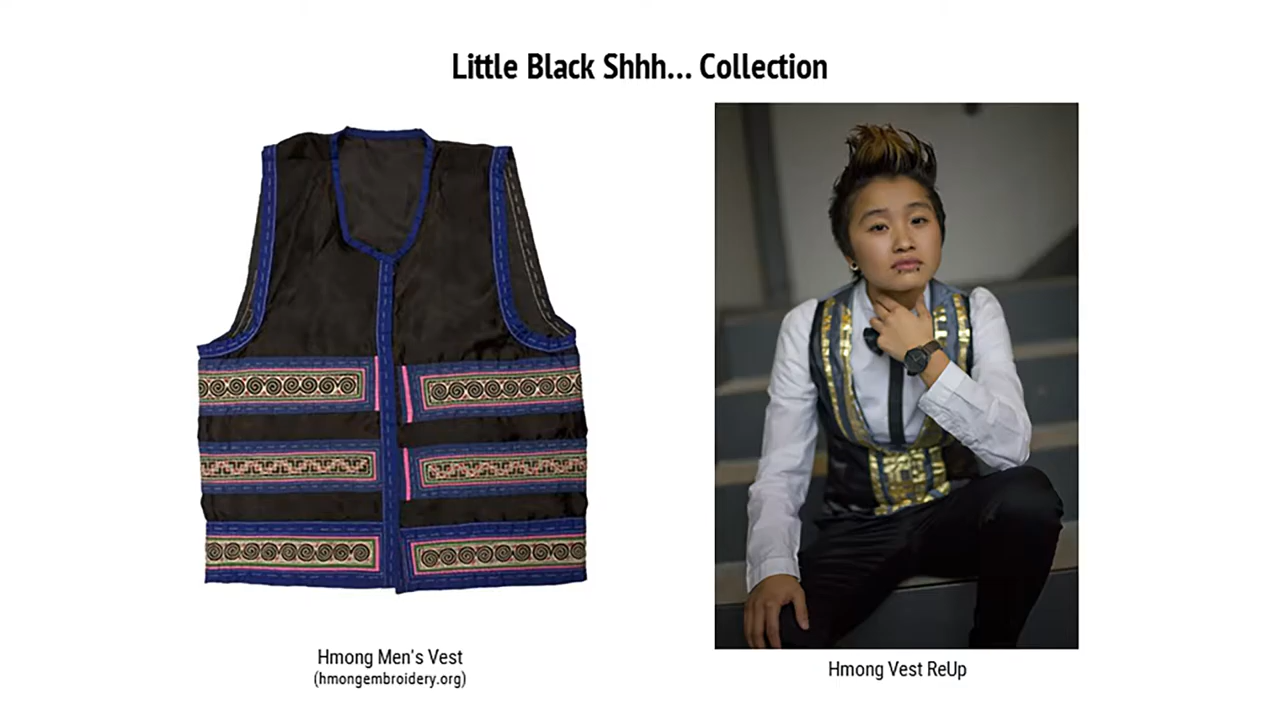 Little Black Shhh... Collection
Hmong Men's Vest
(hmongembroidery.org)
Hmong Vest ReUp